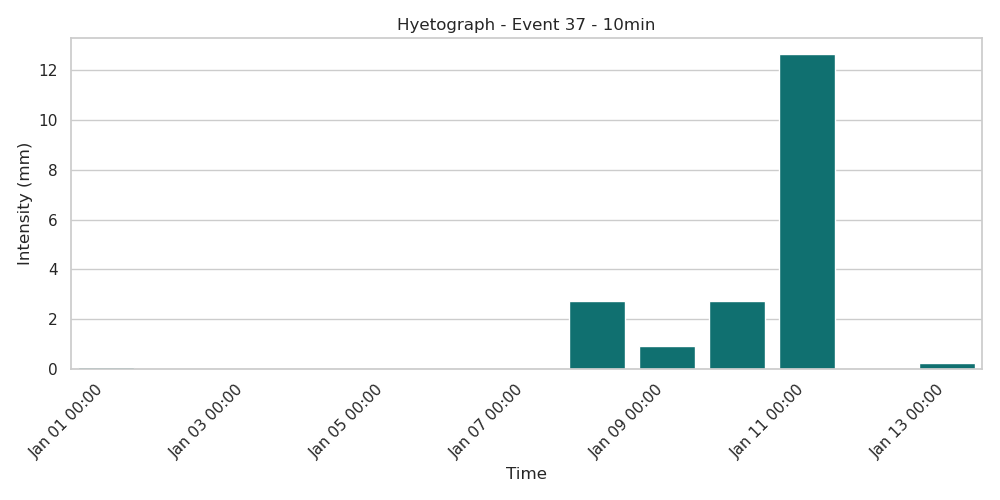 Hyetograph - Event 37 - 10min
Intensity (mm)
12
10
8
6
4
2
0
Jan 01 00:00
Jan 03 00:00
Jan 05 00:00
Jan 07 00:00
Jan 09 00:00
Jan 11 00:00
Jan 13 00:00
Time